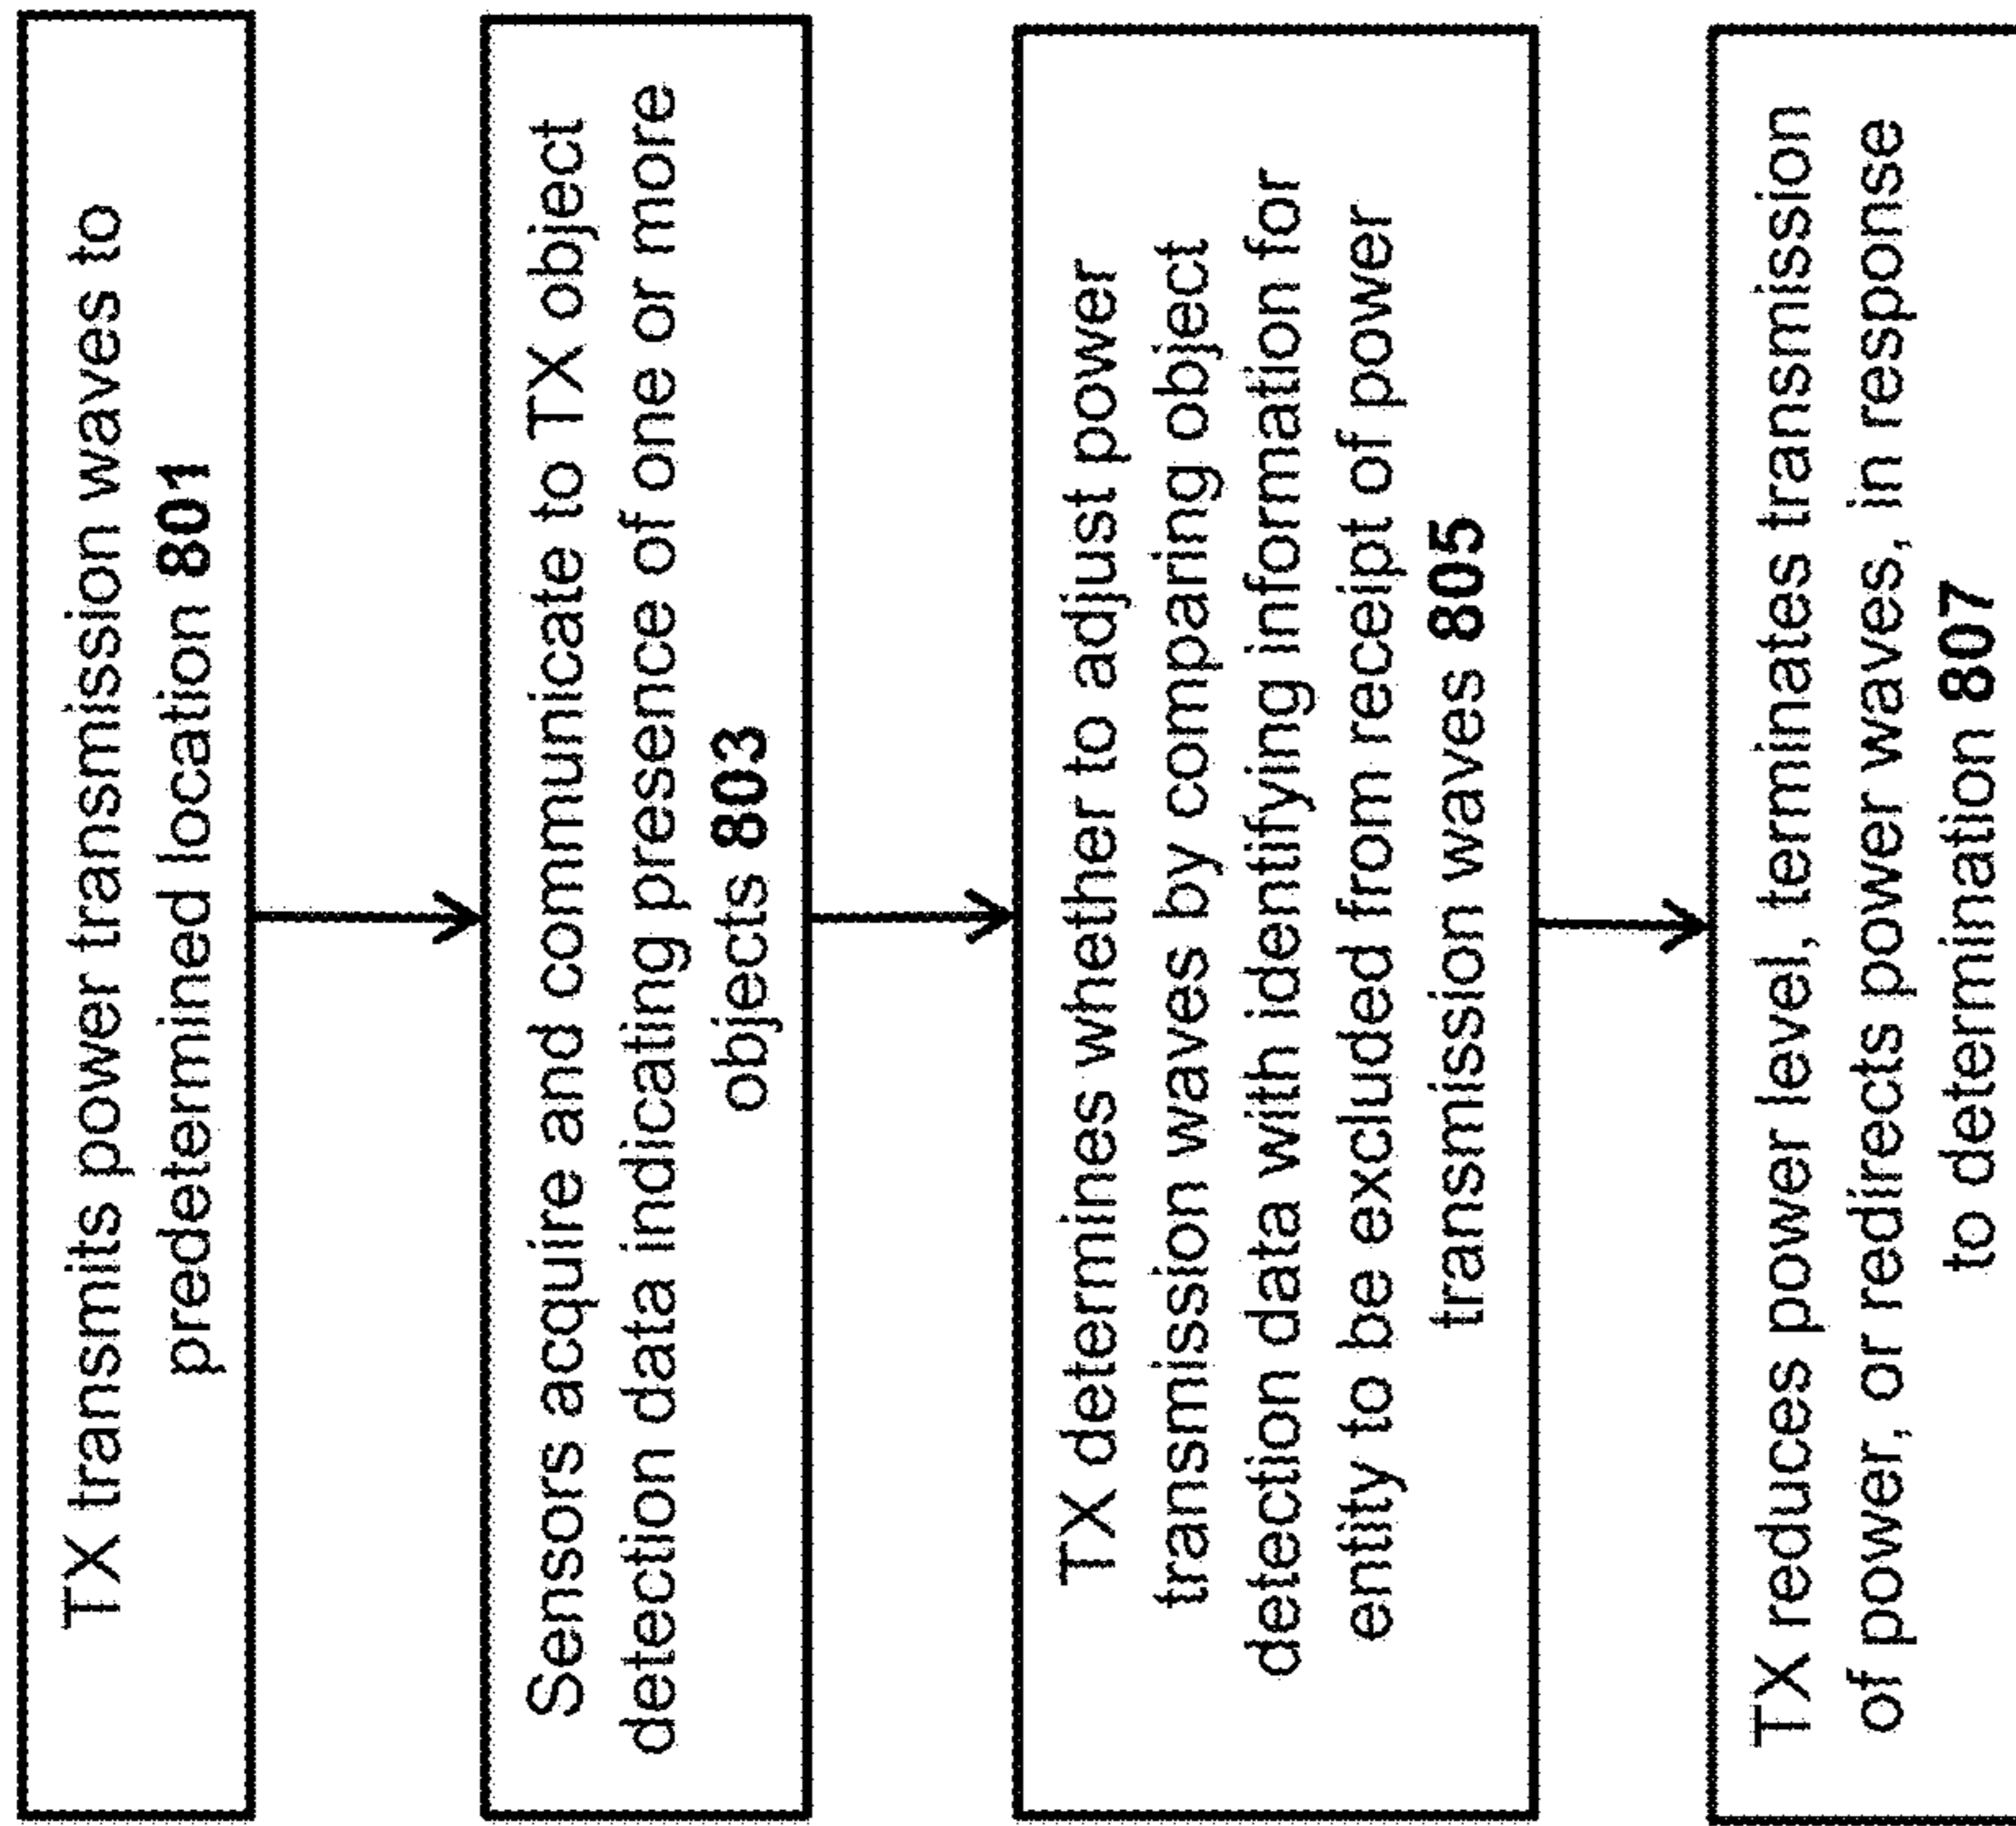 TX transmits power transmission waves to
predetermined location 801
Sensors acquire and communicate to TX object
detection data indicating presence of one or more
objects 803
TX determines whether to adjust power
transmission waves by comparing object
detection data with identifying information for
entity to be excluded from receipt of power
transmission waves 805
TX reduces power level, terminates transmission
of power, or redirects power waves, in response
to determination 807